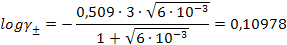 logγ± = − (0,509 · 3 · √(6 · 10⁻³)) / (1 + √(6 · 10⁻³)) = 0,10978